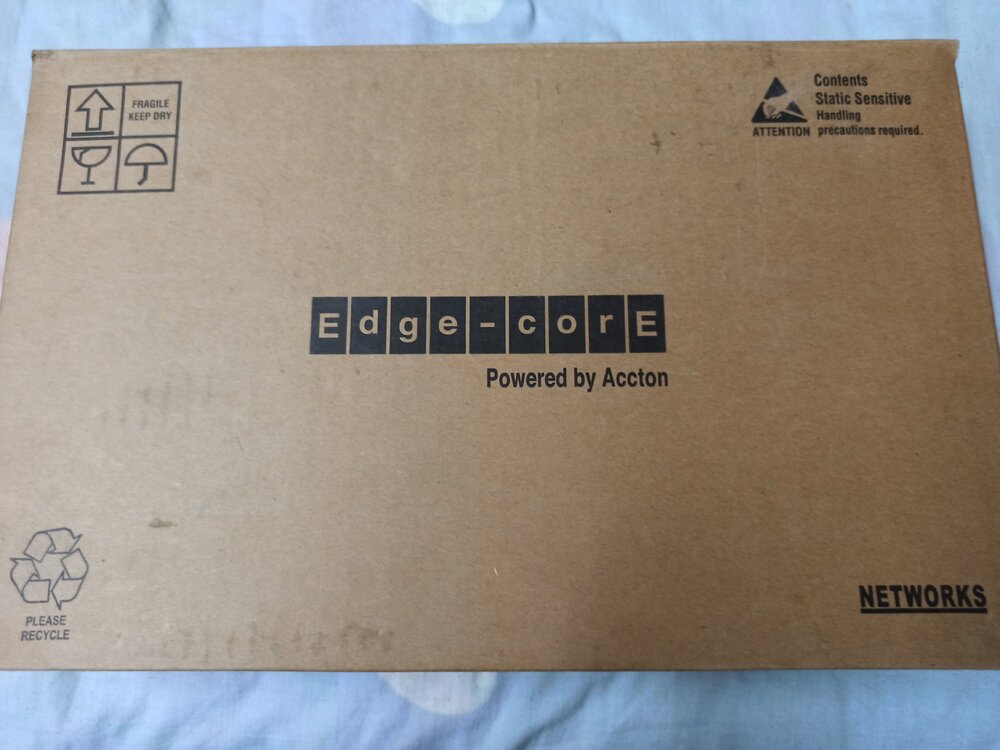 FRAGILE
KEEP DRY
Contents
Static Sensitive
Handling
ATTENTION precautions required.
Edge-corE
Powered by Accton
PLEASE
RECYCLE
NETWORKS